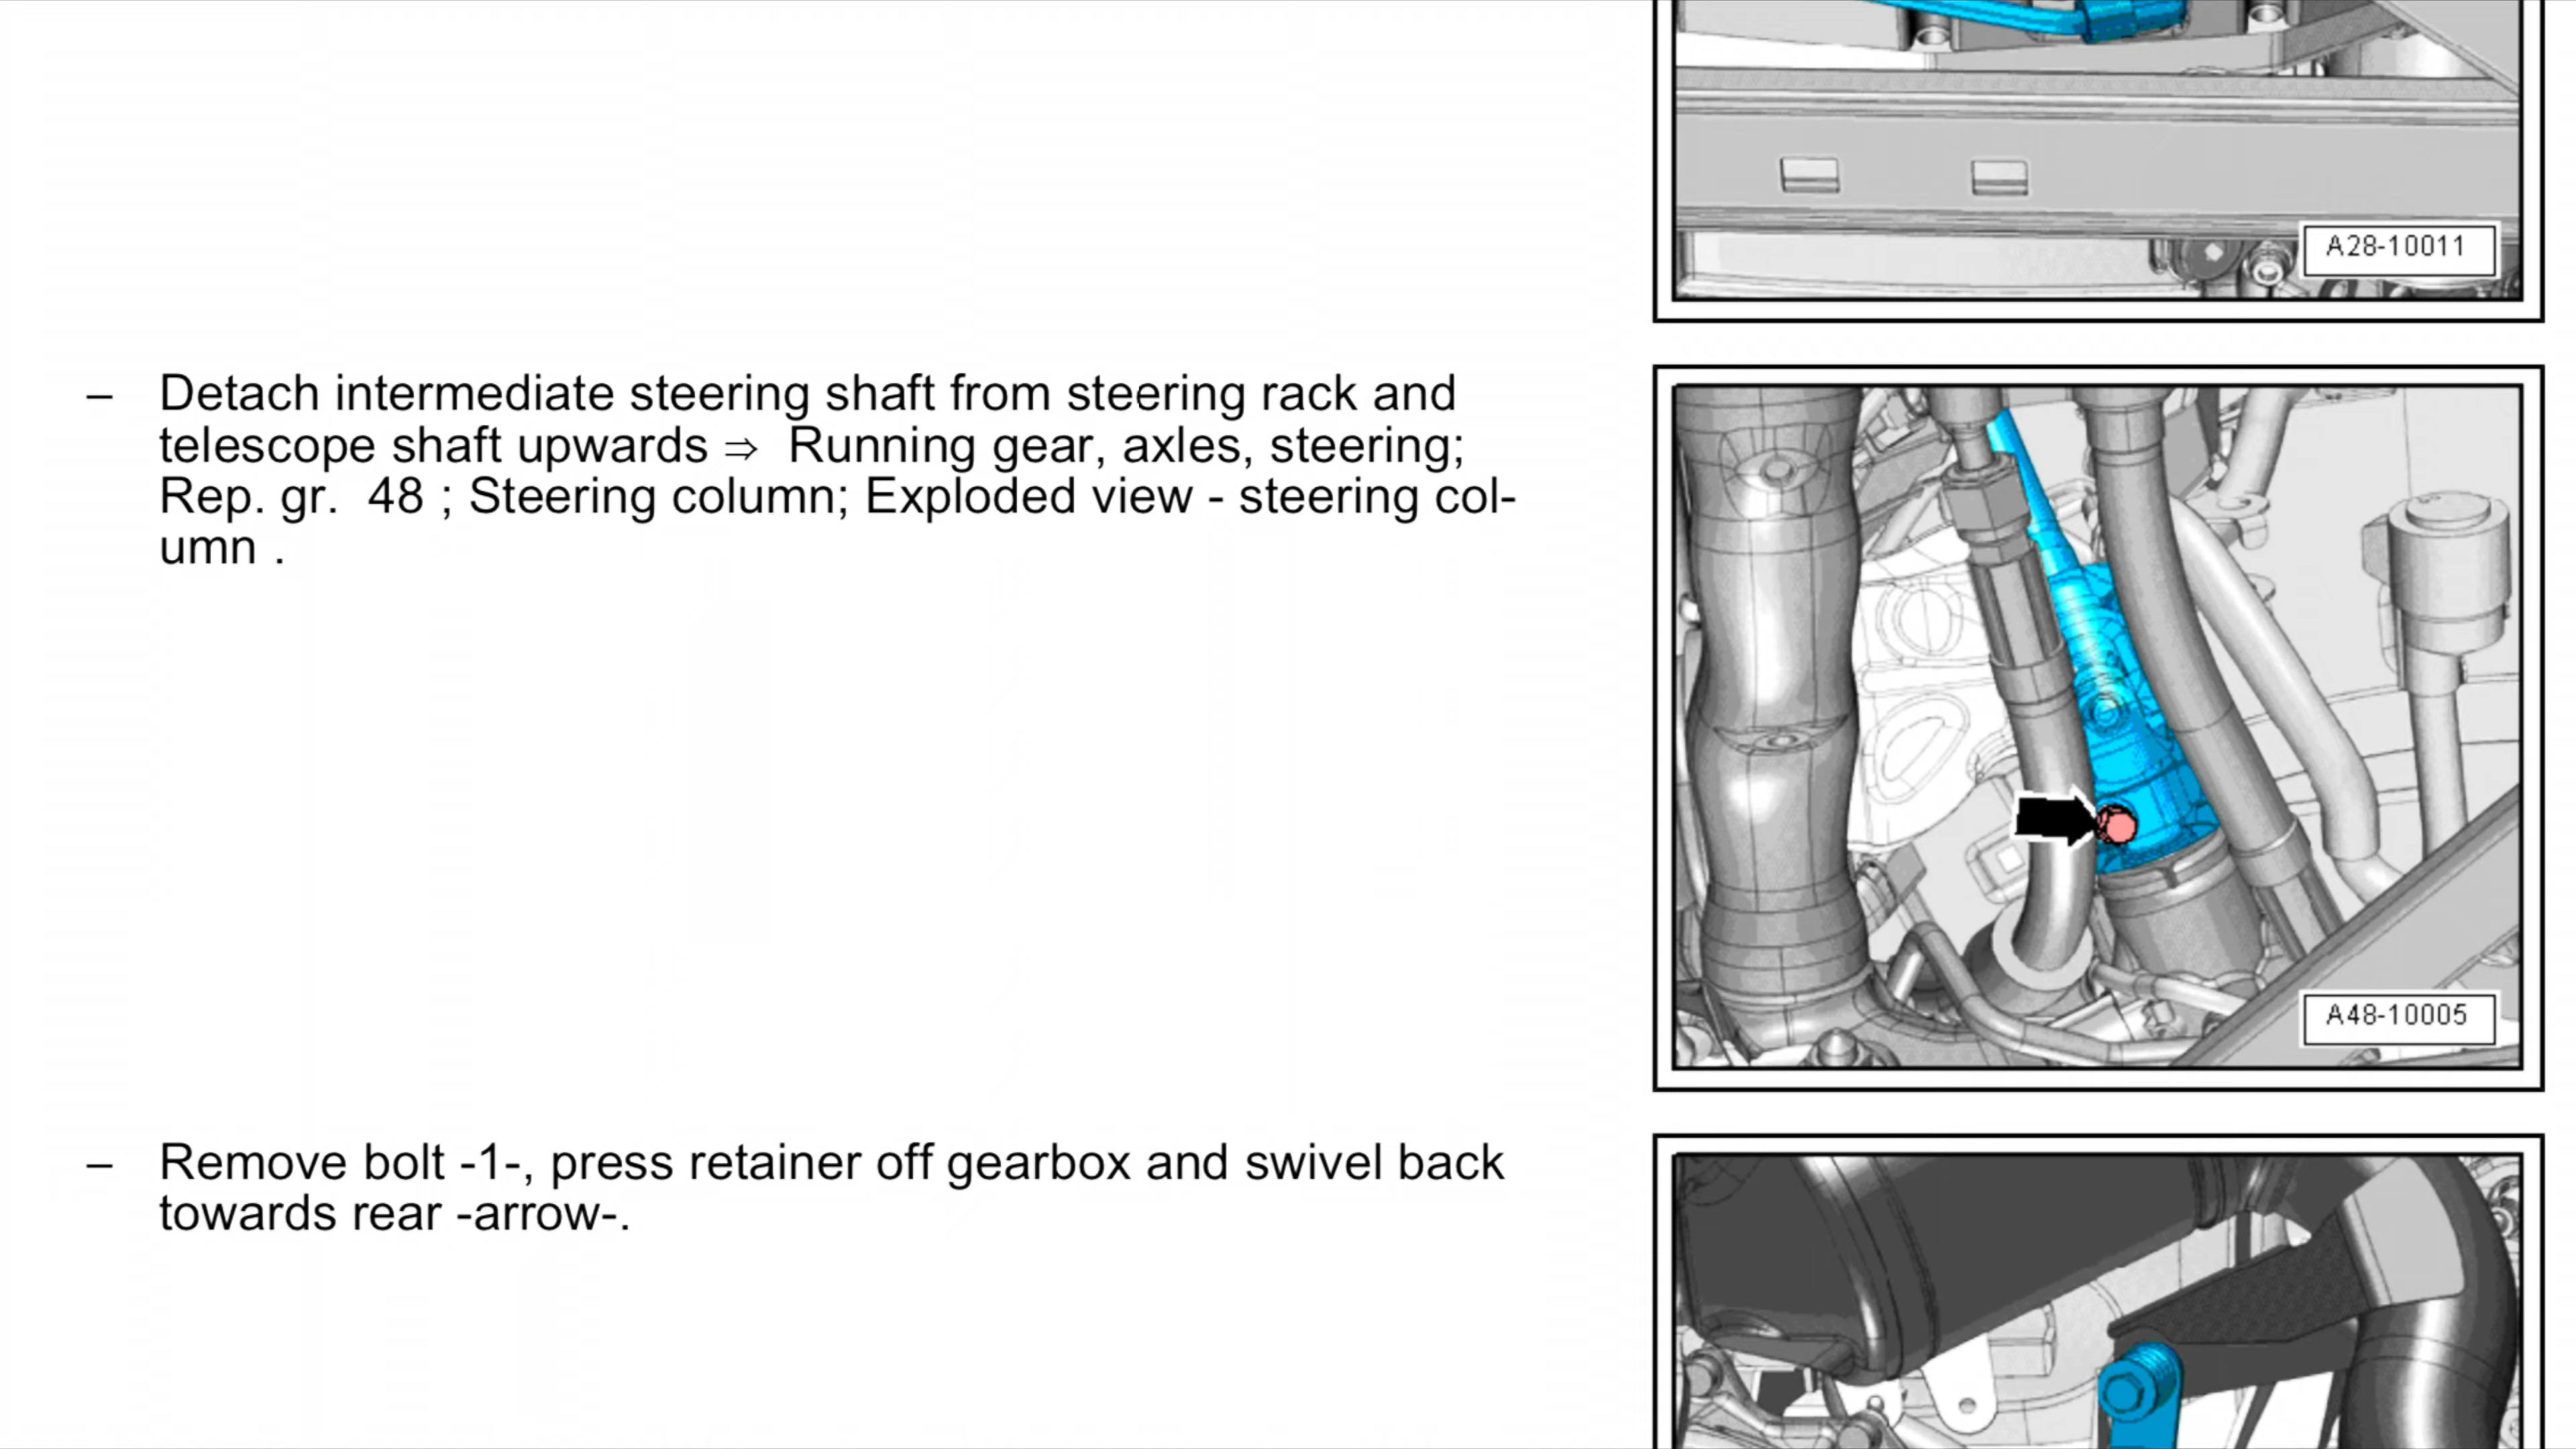 A28-10011
– Detach intermediate steering shaft from steering rack and
telescope shaft upwards ⇒ Running gear, axles, steering;
Rep. gr. 48 ; Steering column; Exploded view - steering col-
umn .
A48-10005
– Remove bolt -1-, press retainer off gearbox and swivel back
towards rear -arrow-.